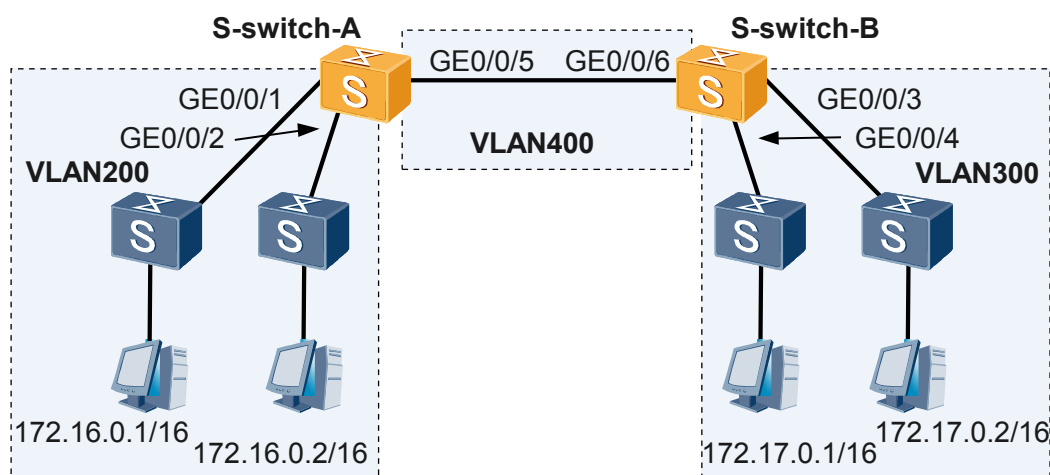 S-switch-A
S-switch-B
GE0/0/5
GE0/0/6
GE0/0/1
GE0/0/2
GE0/0/3
GE0/0/4
VLAN400
VLAN200
VLAN300
S
S
S
S
S
S
172.16.0.1/16
172.16.0.2/16
172.17.0.1/16
172.17.0.2/16